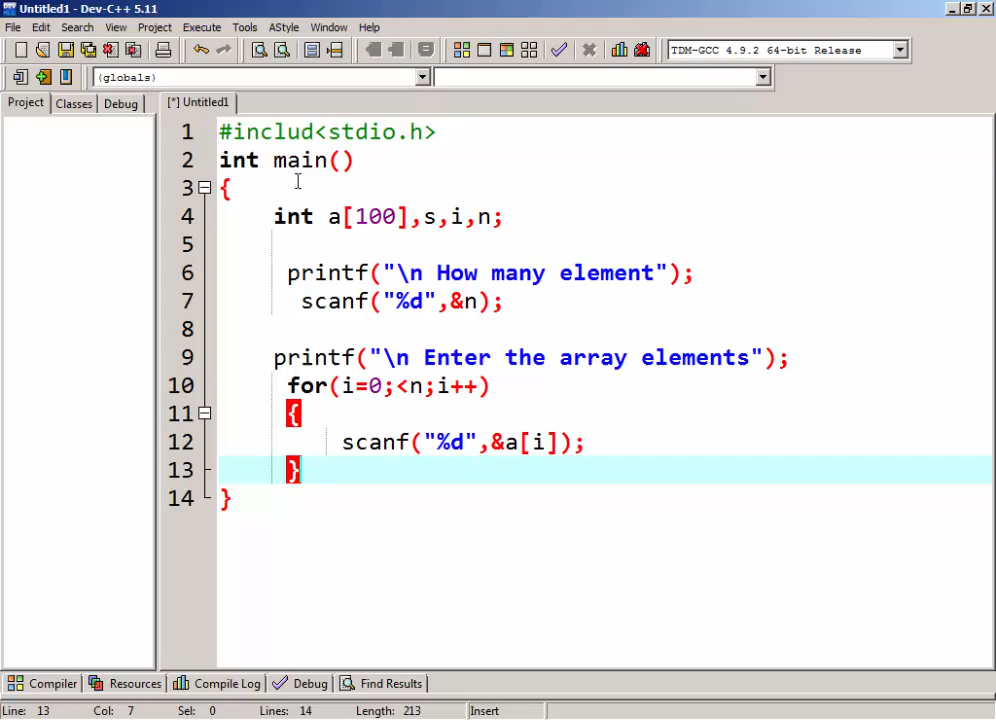 Untitled1 - Dev-C++ 5.11
File Edit Search View Project Execute Tools AStyle Window Help
TDM-GCC 4.9.2 64-bit Release
(globals)
Project Classes Debug [*] Untitled1
1 #includ<stdio.h>
2 int main()
3 {
4 int a[100],s,i,n;
5
6 printf("\n How many element");
7 scanf("%d",&n);
8
9 printf("\n Enter the array elements");
10 for(i=0;<n;i++)
11 {
12 scanf("%d",&a[i]);
13 }
14 }
Compiler Resources Compile Log Debug Find Results
Line: 13 Col: 7 Sel: 0 Lines: 14 Length: 213 Insert